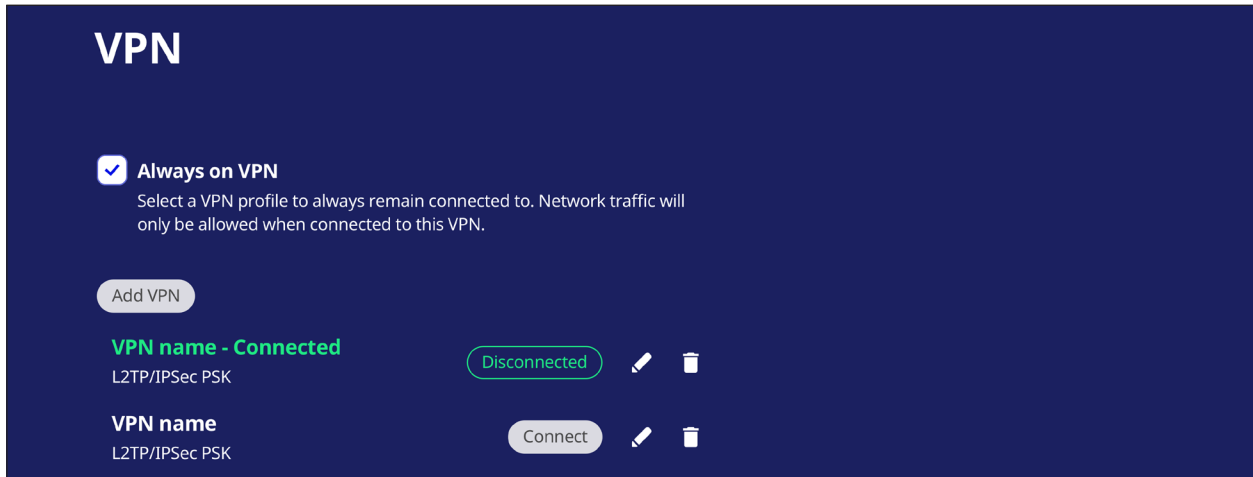 VPN
Always on VPN
Select a VPN profile to always remain connected to. Network traffic will
only be allowed when connected to this VPN.
Add VPN
VPN name - Connected
Disconnected
L2TP/IPSec PSK
VPN name
Connect
L2TP/IPSec PSK